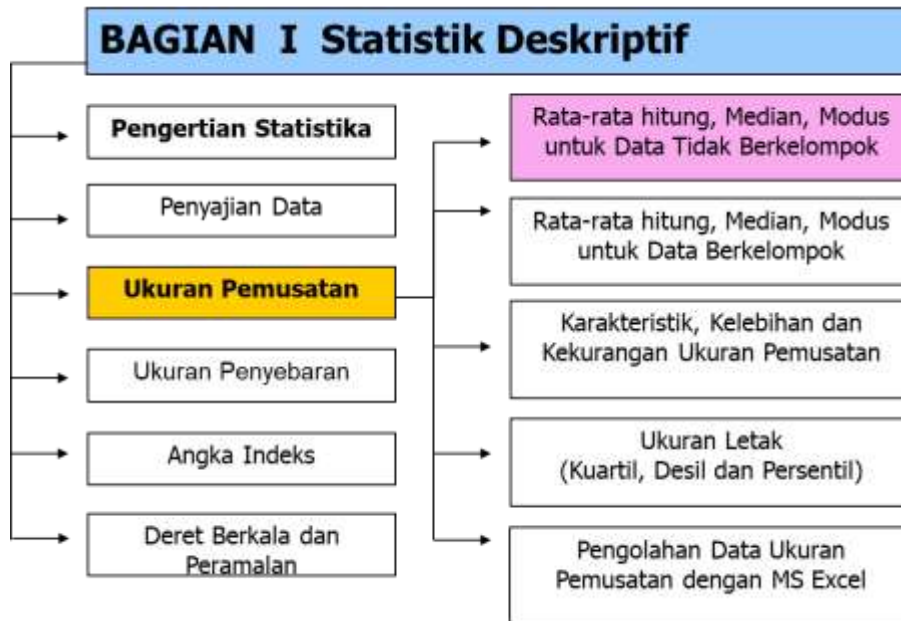 BAGIAN I Statistik Deskriptif
Pengertian Statistika
Penyajian Data
Ukuran Pemusatan
Ukuran Penyebaran
Angka Indeks
Deret Berkala dan
Peramalan
Rata-rata hitung, Median, Modus
untuk Data Tidak Berkelompok
Rata-rata hitung, Median, Modus
untuk Data Berkelompok
Karakteristik, Kelebihan dan
Kekurangan Ukuran Pemusatan
Ukuran Letak
(Kuartil, Desil dan Persentil)
Pengolahan Data Ukuran
Pemusatan dengan MS Excel